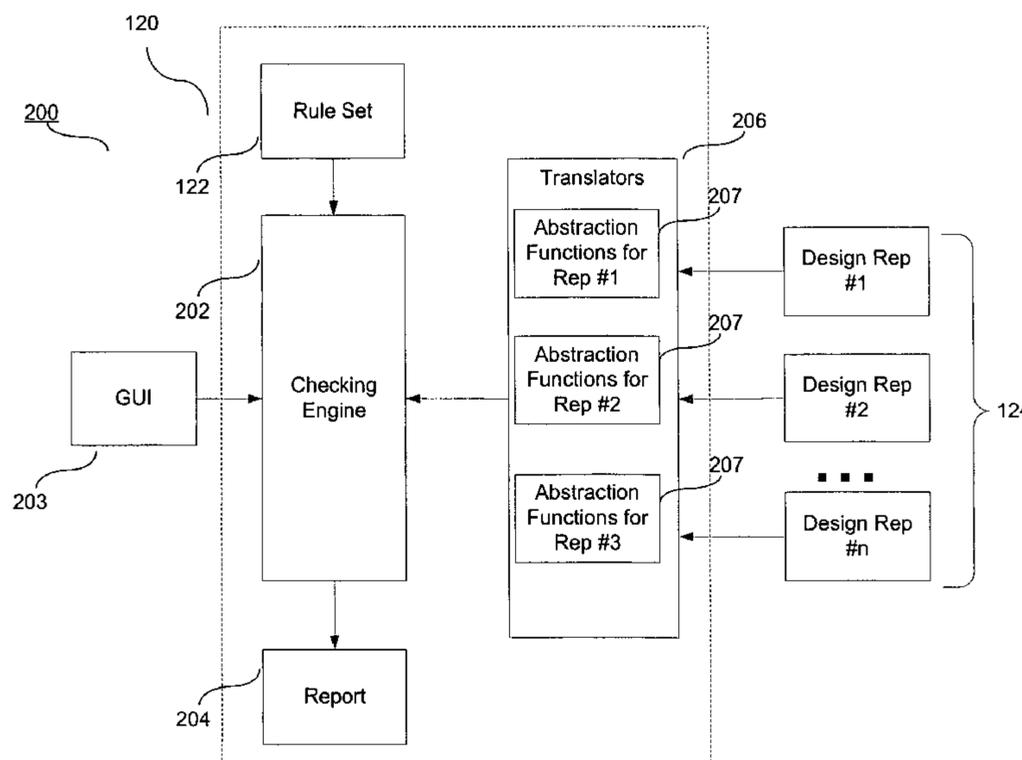 120
200
Rule Set
122
206
Translators
207
Abstraction
Functions for
Rep #1
Design Rep
#1
202
207
Abstraction
Functions for
Rep #2
Design Rep
#2
GUI
Checking
Engine
203
207
Abstraction
Functions for
Rep #3
Design Rep
#n
Report
204